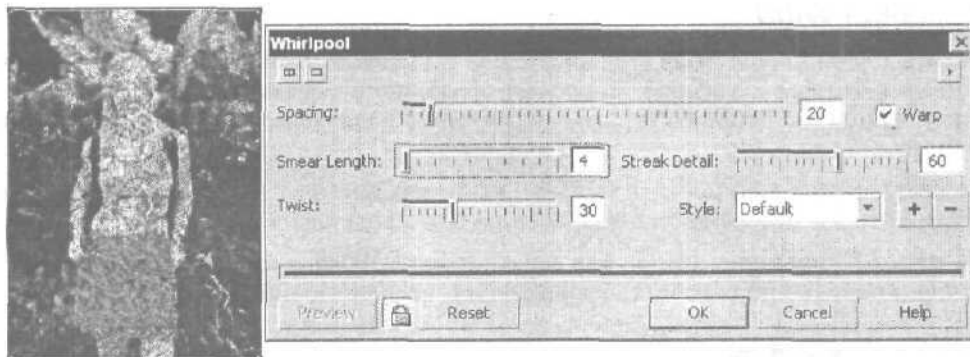 Whirlpool
Spacing: 20 Warp
Smear Length: 4 Streak Detail: 60
Twist: 30 Style: Default
Preview Reset OK Cancel Help